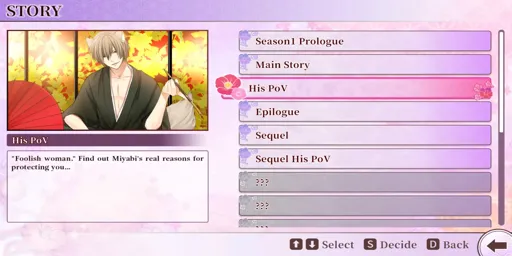 STORY
Season1 Prologue
Main Story
His PoV
Epilogue
Sequel
Sequel His PoV
???
???
???
His PoV
"Foolish woman." Find out Miyabi's real reasons for
protecting you...
Select S Decide D Back